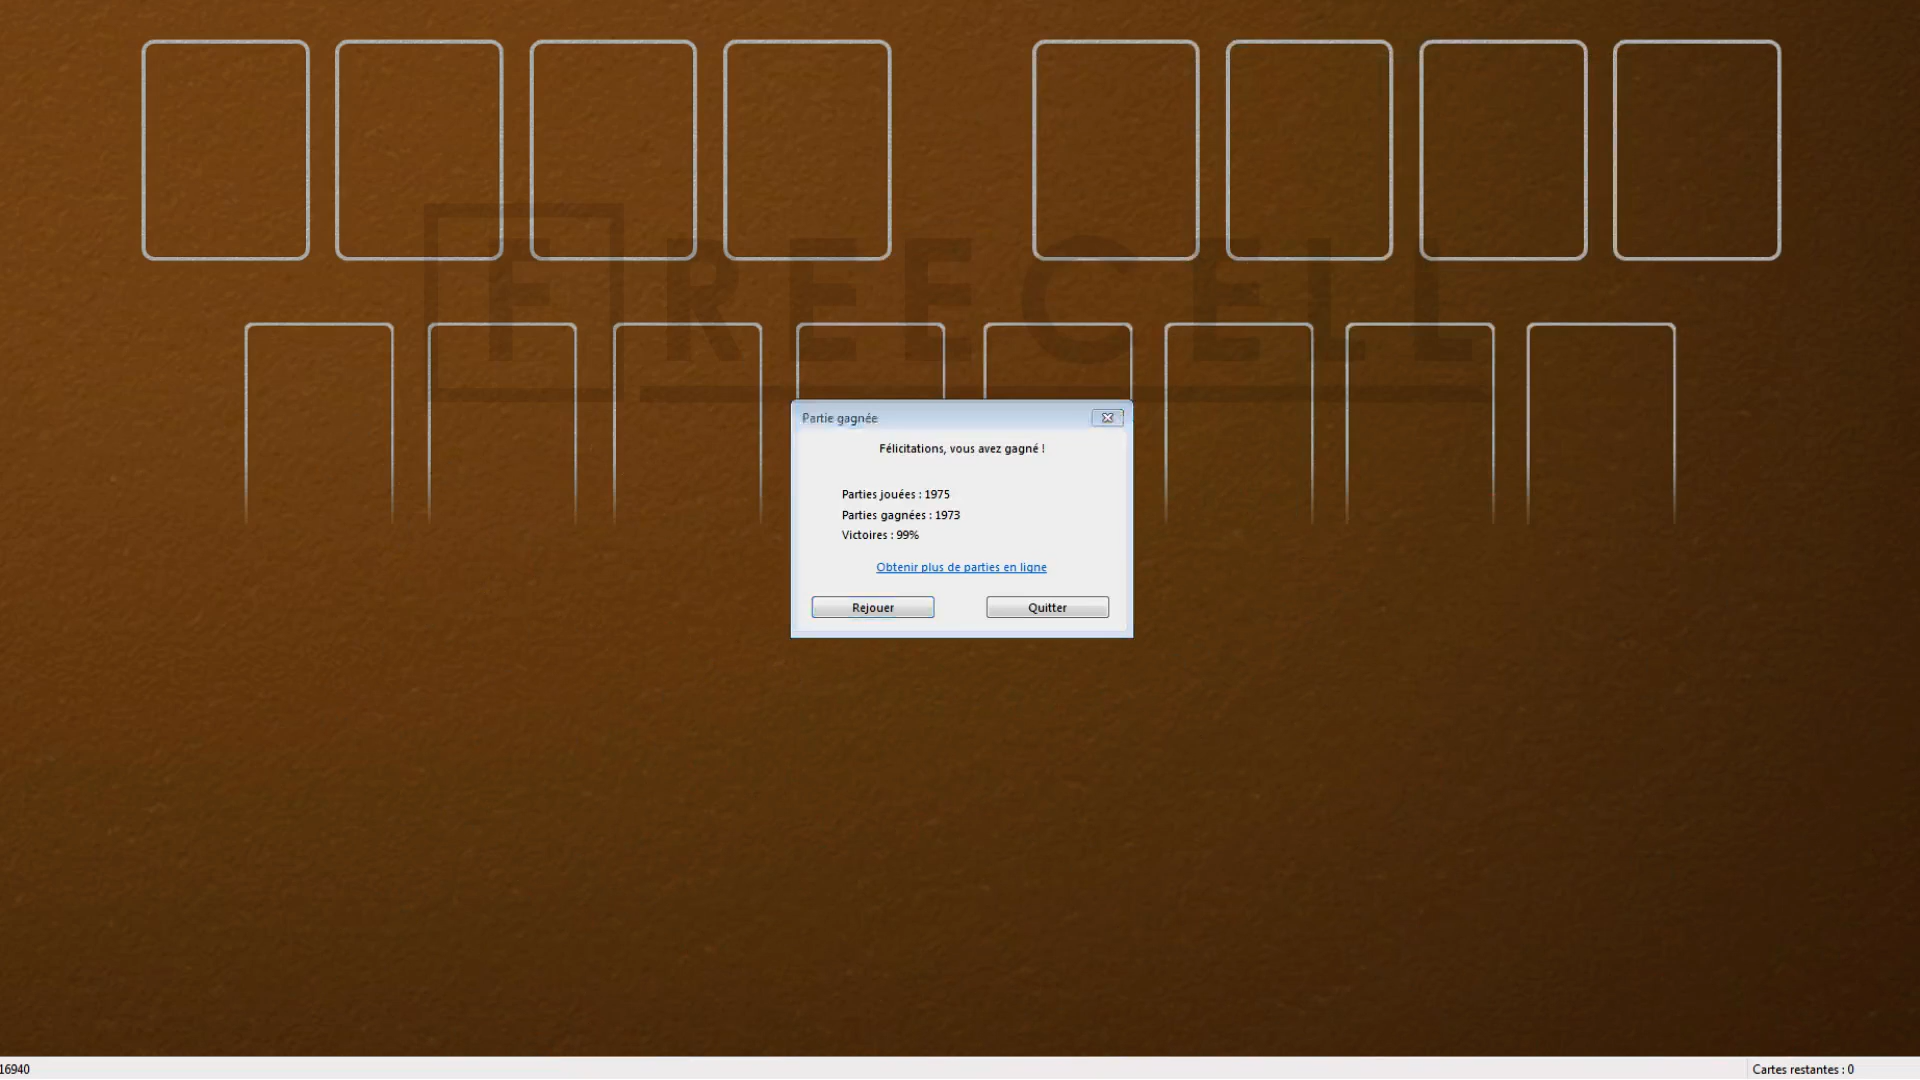 FREECELL
Partie gagnée
Félicitations, vous avez gagné !
Parties jouées : 1975
Parties gagnées : 1973
Victoires : 99%
Obtenir plus de parties en ligne
Rejouer
Quitter
16940
Cartes restantes : 0